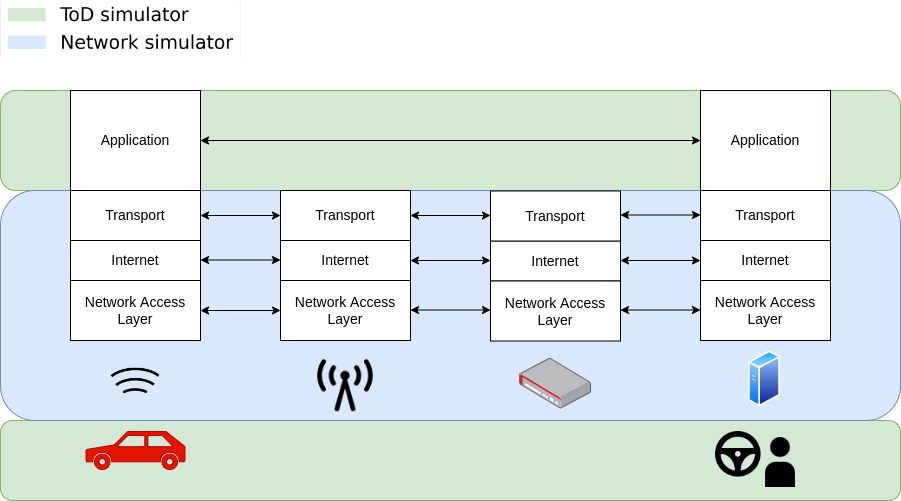 ToD simulator
Network simulator
Application
Application
Transport
Transport
Transport
Transport
Internet
Internet
Internet
Internet
Network Access
Layer
Network Access
Layer
Network Access
Layer
Network Access
Layer